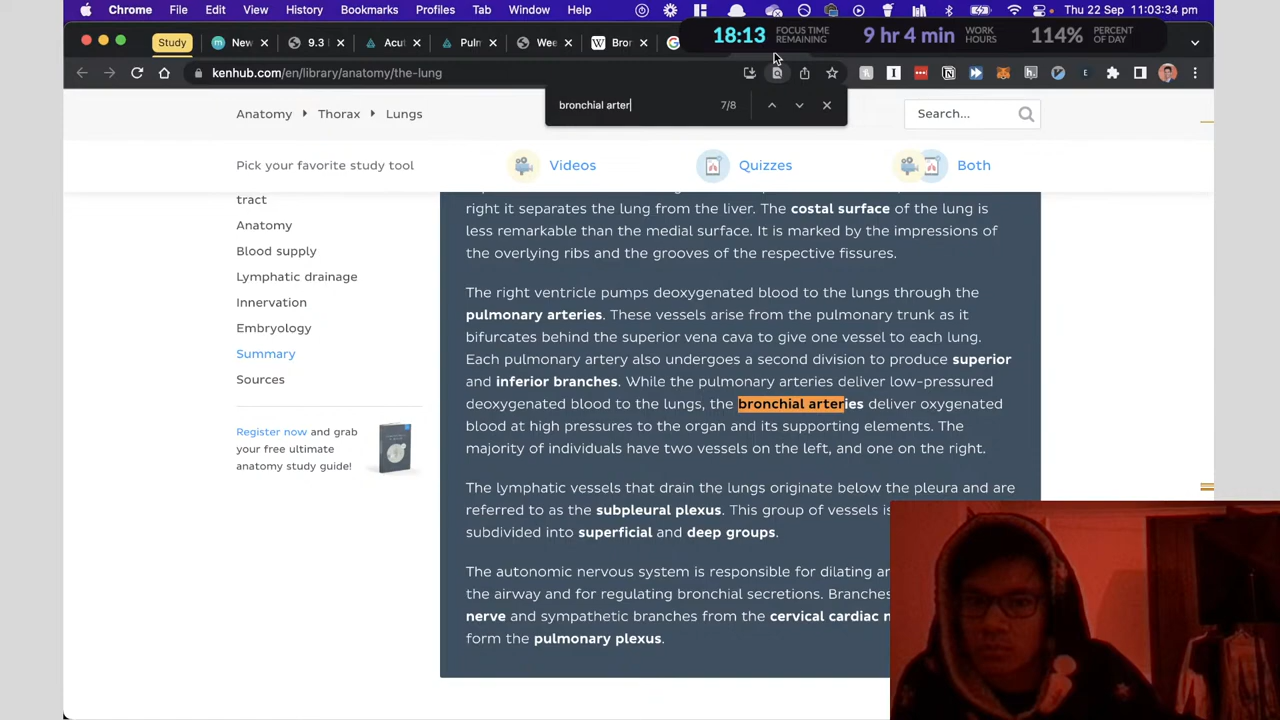 Chrome File Edit View History Bookmarks Profiles Tab Window Help Thu 22 Sep 11:03:34 pm
18:13 FOCUS TIME REMAINING 9 hr 4 min WORK HOURS 114% PERCENT OF DAY
Study New 9.3 Acu Puln Wee Bro
kenhub.com/en/library/anatomy/the-lung
bronchial arter 7/8
Anatomy Thorax Lungs
Search...
Pick your favorite study tool Videos Quizzes Both
tract
Anatomy
Blood supply
Lymphatic drainage
Innervation
Embryology
Summary
Sources
Register now and grab
your free ultimate
anatomy study guide!
right it separates the lung from the liver. The costal surface of the lung is
less remarkable than the medial surface. It is marked by the impressions of
the overlying ribs and the grooves of the respective fissures.
The right ventricle pumps deoxygenated blood to the lungs through the
pulmonary arteries. These vessels arise from the pulmonary trunk as it
bifurcates behind the superior vena cava to give one vessel to each lung.
Each pulmonary artery also undergoes a second division to produce superior
and inferior branches. While the pulmonary arteries deliver low-pressured
deoxygenated blood to the lungs, the bronchial arteries deliver oxygenated
blood at high pressures to the organ and its supporting elements. The
majority of individuals have two vessels on the left, and one on the right.
The lymphatic vessels that drain the lungs originate below the pleura and are
referred to as the subpleural plexus. This group of vessels is
subdivided into superficial and deep groups.
The autonomic nervous system is responsible for dilating
the airway and for regulating bronchial secretions. Branches
nerve and sympathetic branches from the cervical cardiac
form the pulmonary plexus.